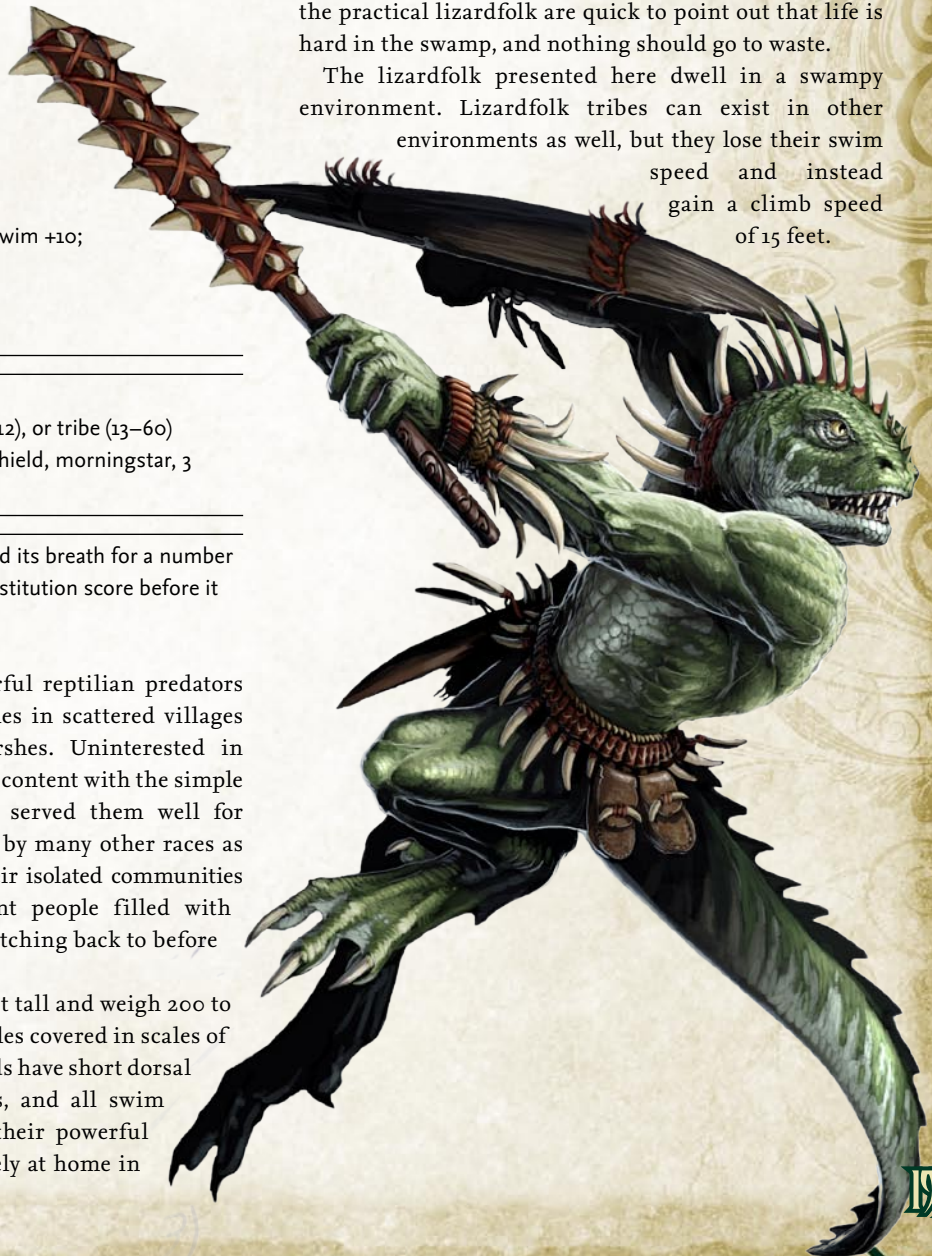 wim +10;
12), or tribe (13–60)
hield, morningstar, 3
d its breath for a number
stitution score before it
rful reptilian predators
es in scattered villages
rshes. Uninterested in
content with the simple
served them well for
by many other races as
ir isolated communities
nt people filled with
tching back to before
t tall and weigh 200 to
les covered in scales of
ls have short dorsal
s, and all swim
their powerful
ely at home in
the practical lizardfolk are quick to point out that life is
hard in the swamp, and nothing should go to waste.
The lizardfolk presented here dwell in a swampy
environment. Lizardfolk tribes can exist in other
environments as well, but they lose their swim
speed and instead
gain a climb speed
of 15 feet.